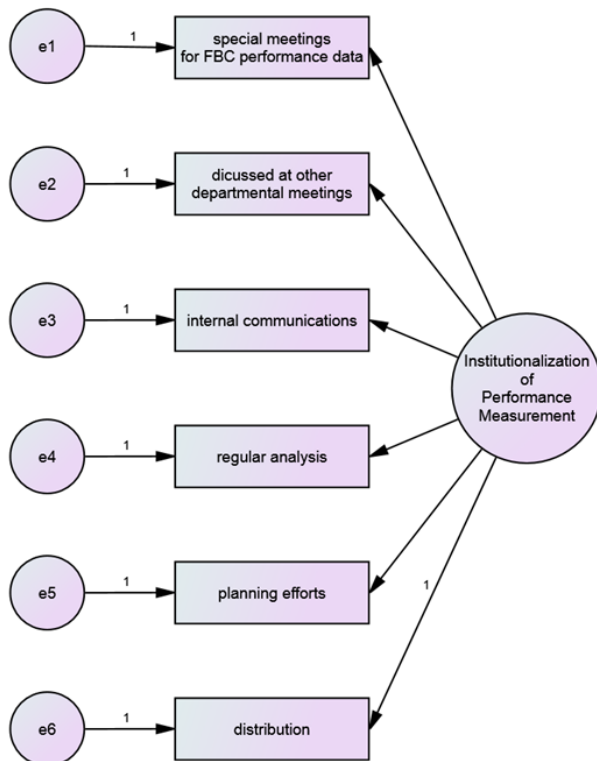 e1
1
special meetings
for FBC performance data
e2
1
dicussed at other
departmental meetings
e3
1
internal communications
Institutionalization
of
Performance
Measurement
e4
1
regular analysis
e5
1
planning efforts
1
e6
1
distribution